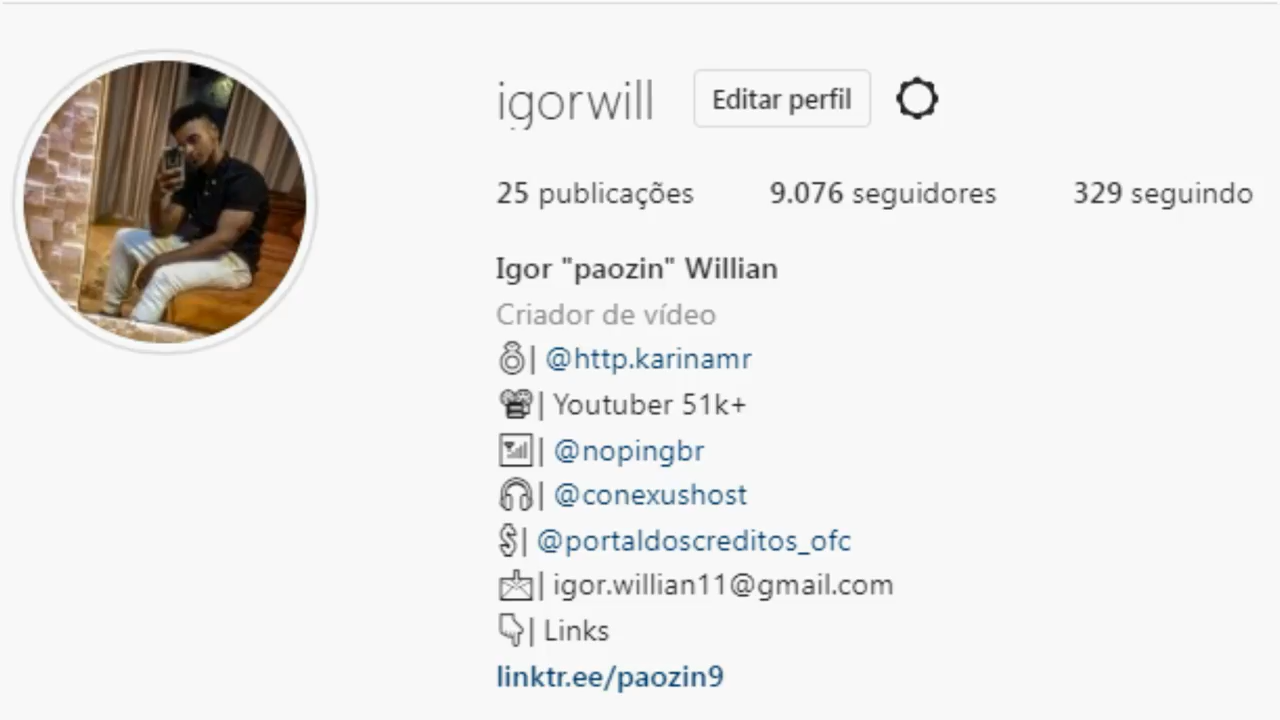 igorwill Editar perfil
25 publicações 9.076 seguidores 329 seguindo
Igor "paozin" Willian
Criador de vídeo
| @http.karinamr
| Youtuber 51k+
| @nopingbr
| @conexushost
| @portaldoscreditos_ofc
| igor.willian11@gmail.com
| Links
linktr.ee/paozin9